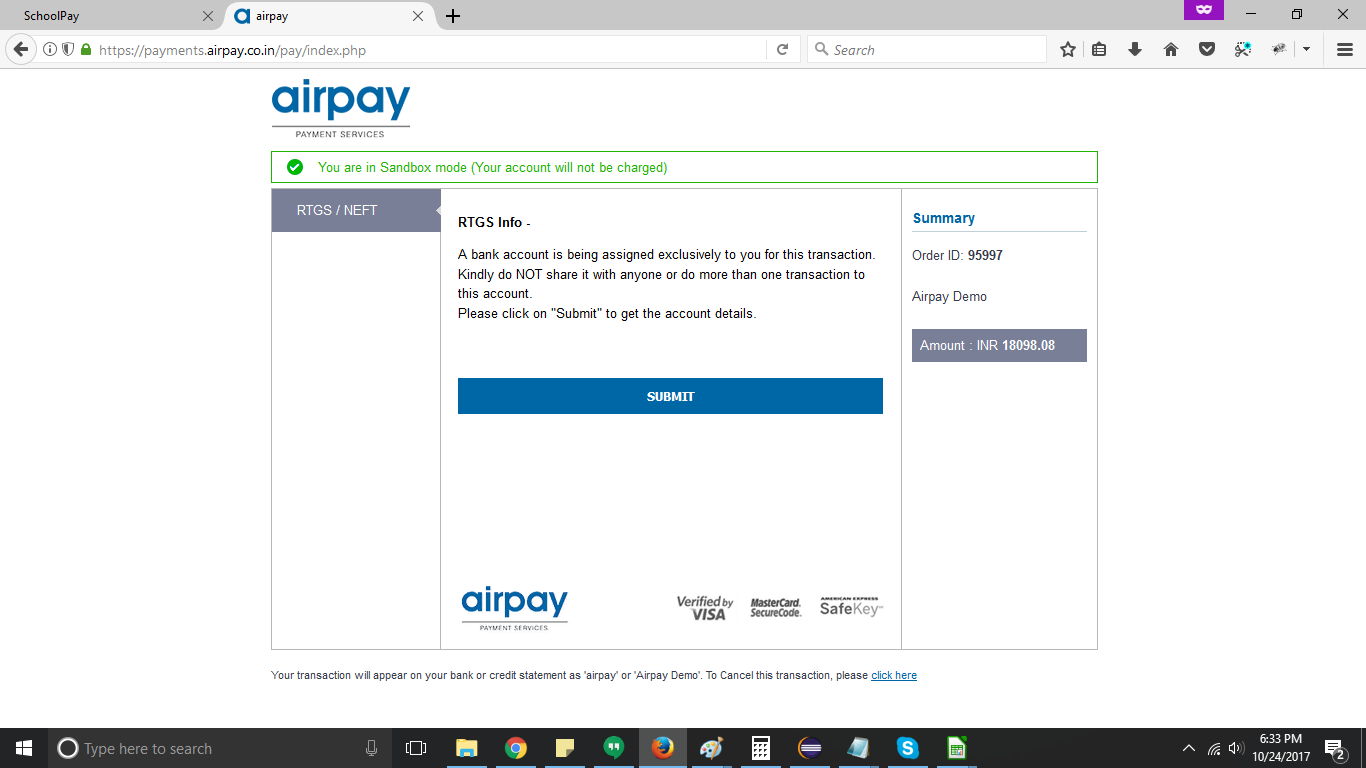 SchoolPay
airpay
https://payments.airpay.co.in/pay/index.php
Search
airpay
PAYMENT SERVICES
You are in Sandbox mode (Your account will not be charged)
RTGS / NEFT
RTGS Info -
A bank account is being assigned exclusively to you for this transaction.
Kindly do NOT share it with anyone or do more than one transaction to
this account.
Please click on "Submit" to get the account details.
SUBMIT
Summary
Order ID: 95997
Airpay Demo
Amount : INR 18098.08
airpay
PAYMENT SERVICES
Verified by
VISA
MasterCard.
SecureCode.
AMERICAN EXPRESS
SafeKey
Your transaction will appear on your bank or credit statement as 'airpay' or 'Airpay Demo'. To Cancel this transaction, please click here
Type here to search
6:33 PM
10/24/2017
2